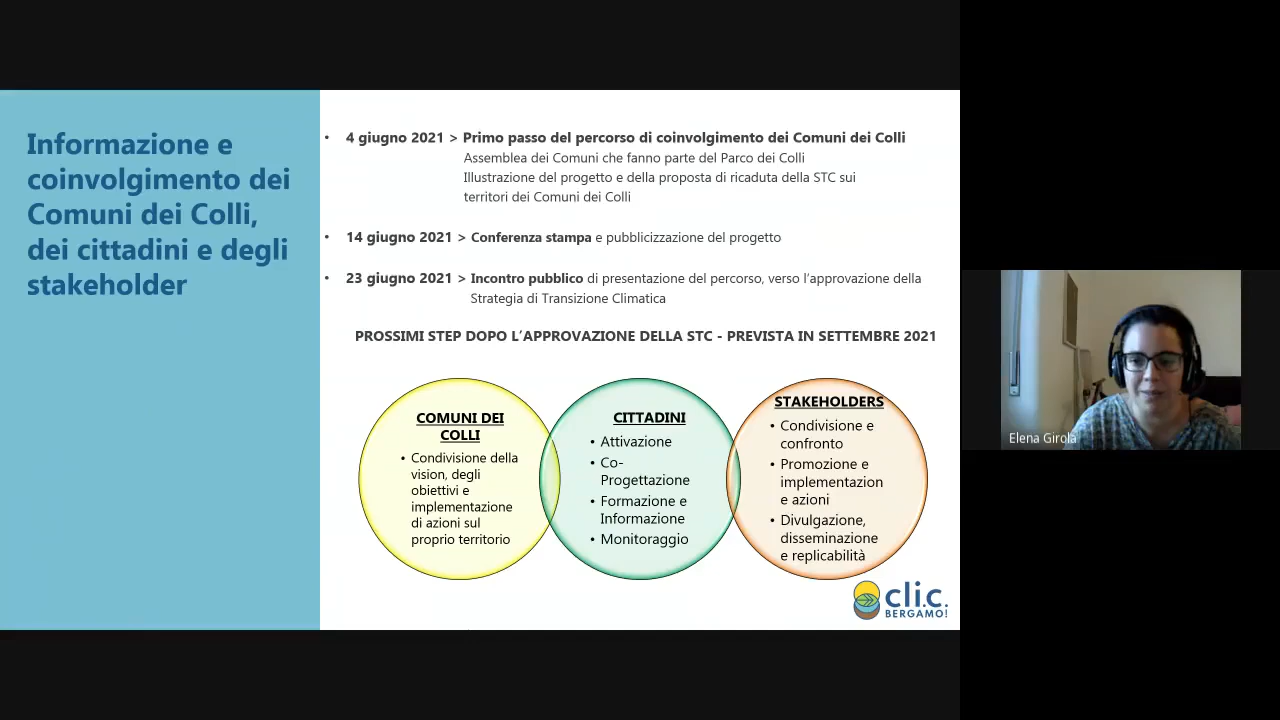 Informazione e
coinvolgimento dei
Comuni dei Colli,
dei cittadini e degli
stakeholder
• 4 giugno 2021 > Primo passo del percorso di coinvolgimento dei Comuni dei Colli
Assemblea dei Comuni che fanno parte del Parco dei Colli
Illustrazione del progetto e della proposta di ricaduta della STC sui
territori dei Comuni dei Colli
• 14 giugno 2021 > Conferenza stampa e pubblicizzazione del progetto
• 23 giugno 2021 > Incontro pubblico di presentazione del percorso, verso l'approvazione della
Strategia di Transizione Climatica
PROSSIMI STEP DOPO L'APPROVAZIONE DELLA STC - PREVISTA IN SETTEMBRE 2021
COMUNI DEI
COLLI
• Condivisione della
vision, degli
obiettivi e
implementazione
di azioni sul
proprio territorio
CITTADINI
• Attivazione
• Co-
Progettazione
• Formazione e
Informazione
• Monitoraggio
STAKEHOLDERS
• Condivisione e
confronto
• Promozione e
implementazion
e azioni
• Divulgazione,
disseminazione
e replicabilità
cli.c.
BERGAMO!
Elena Girola